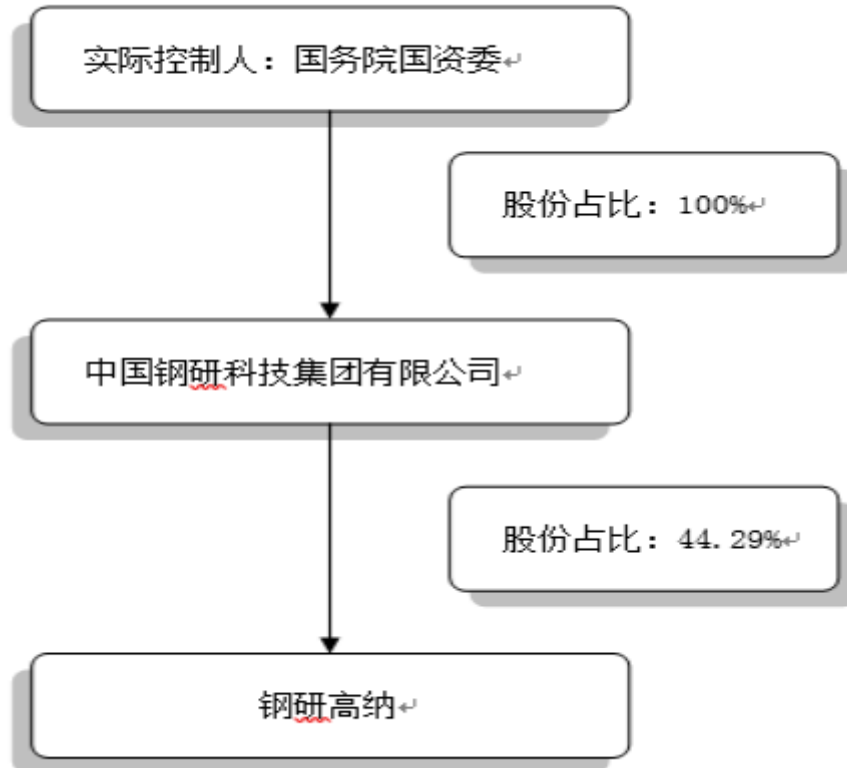 实际控制人：国务院国资委↵
股份占比：100%↵
中国钢研科技集团有限公司↵
股份占比：44.29%↵
钢研高纳↵